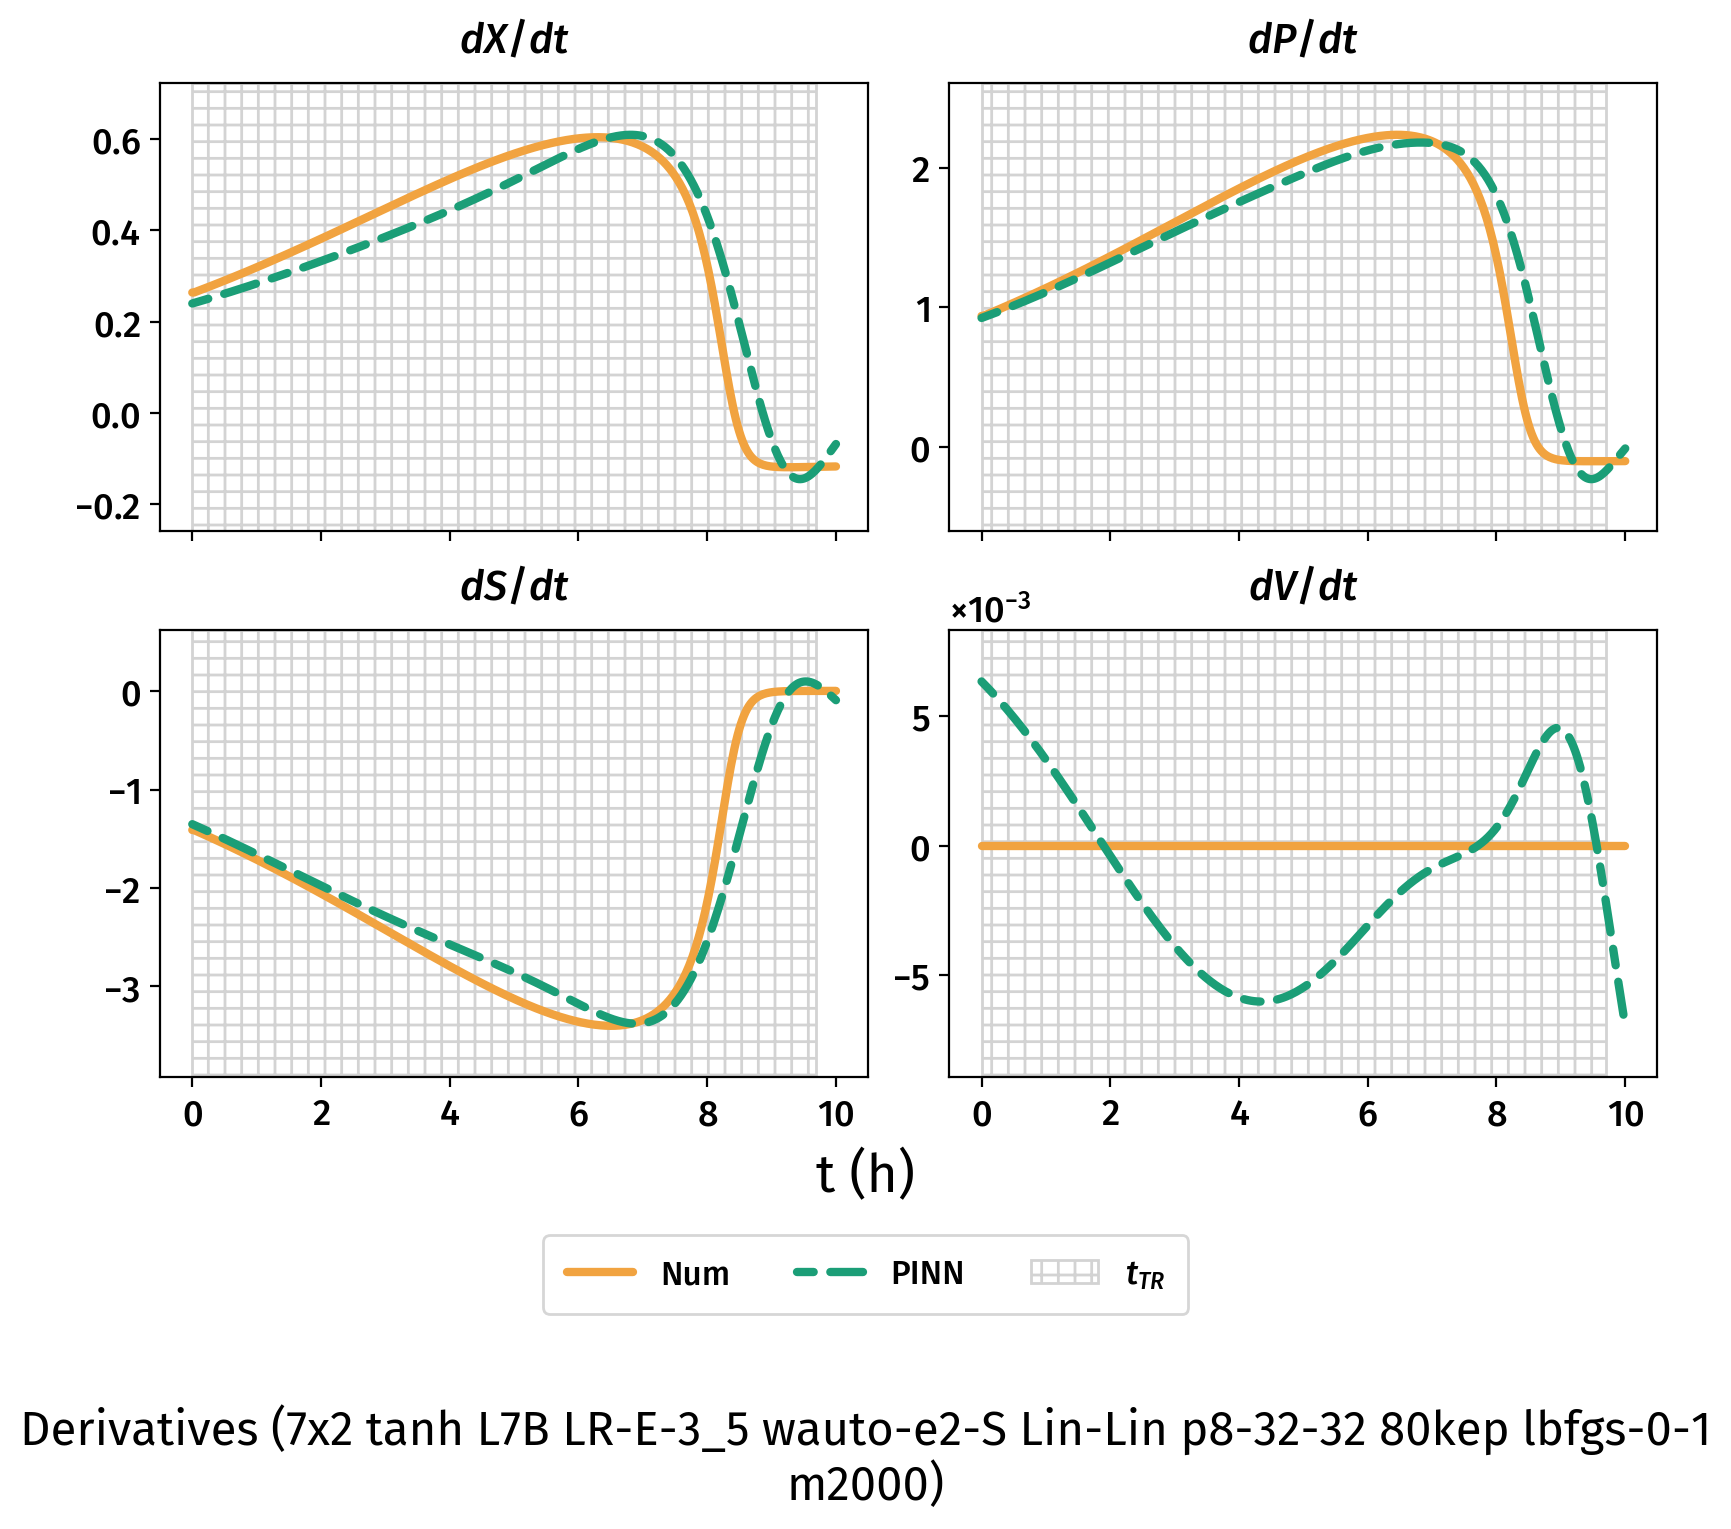 dX/dt
dP/dt
0.6
0.4
0.2
0.0
−0.2
2
1
0
dS/dt
dV/dt
×10⁻³
0
−1
−2
−3
5
0
−5
0 2 4 6 8 10
0 2 4 6 8 10
t (h)
Num PINN t_TR
Derivatives (7x2 tanh L7B LR-E-3_5 wauto-e2-S Lin-Lin p8-32-32 80kep lbfgs-0-1
m2000)